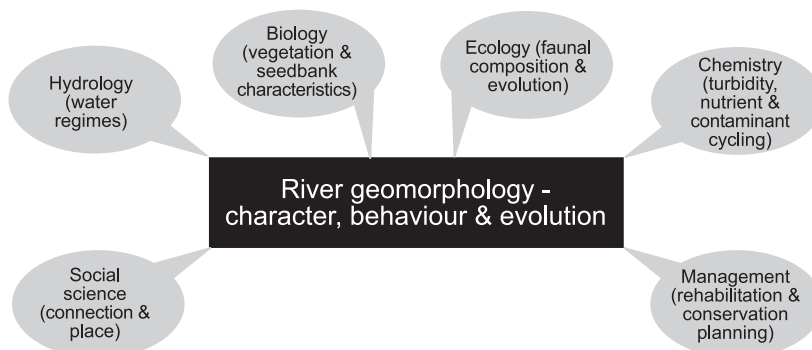 Hydrology
(water
regimes)
Biology
(vegetation &
seedbank
characteristics)
Ecology (faunal
composition &
evolution)
Chemistry
(turbidity,
nutrient &
contaminant
cycling)
River geomorphology -
character, behaviour & evolution
Social
science
(connection &
place)
Management
(rehabilitation &
conservation
planning)